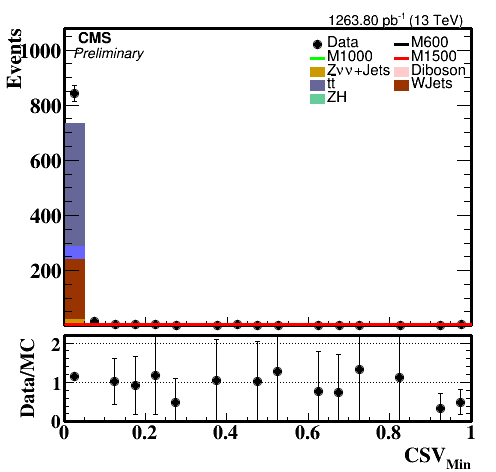 1263.80 pb⁻¹ (13 TeV)
CMS
Preliminary
Data
M600
M1000
M1500
Zνν+Jets
Diboson
tt
WJets
ZH
Events
1000
800
600
400
200
Data/MC
2
1
0
0 0.2 0.4 0.6 0.8 1
CSV_Min